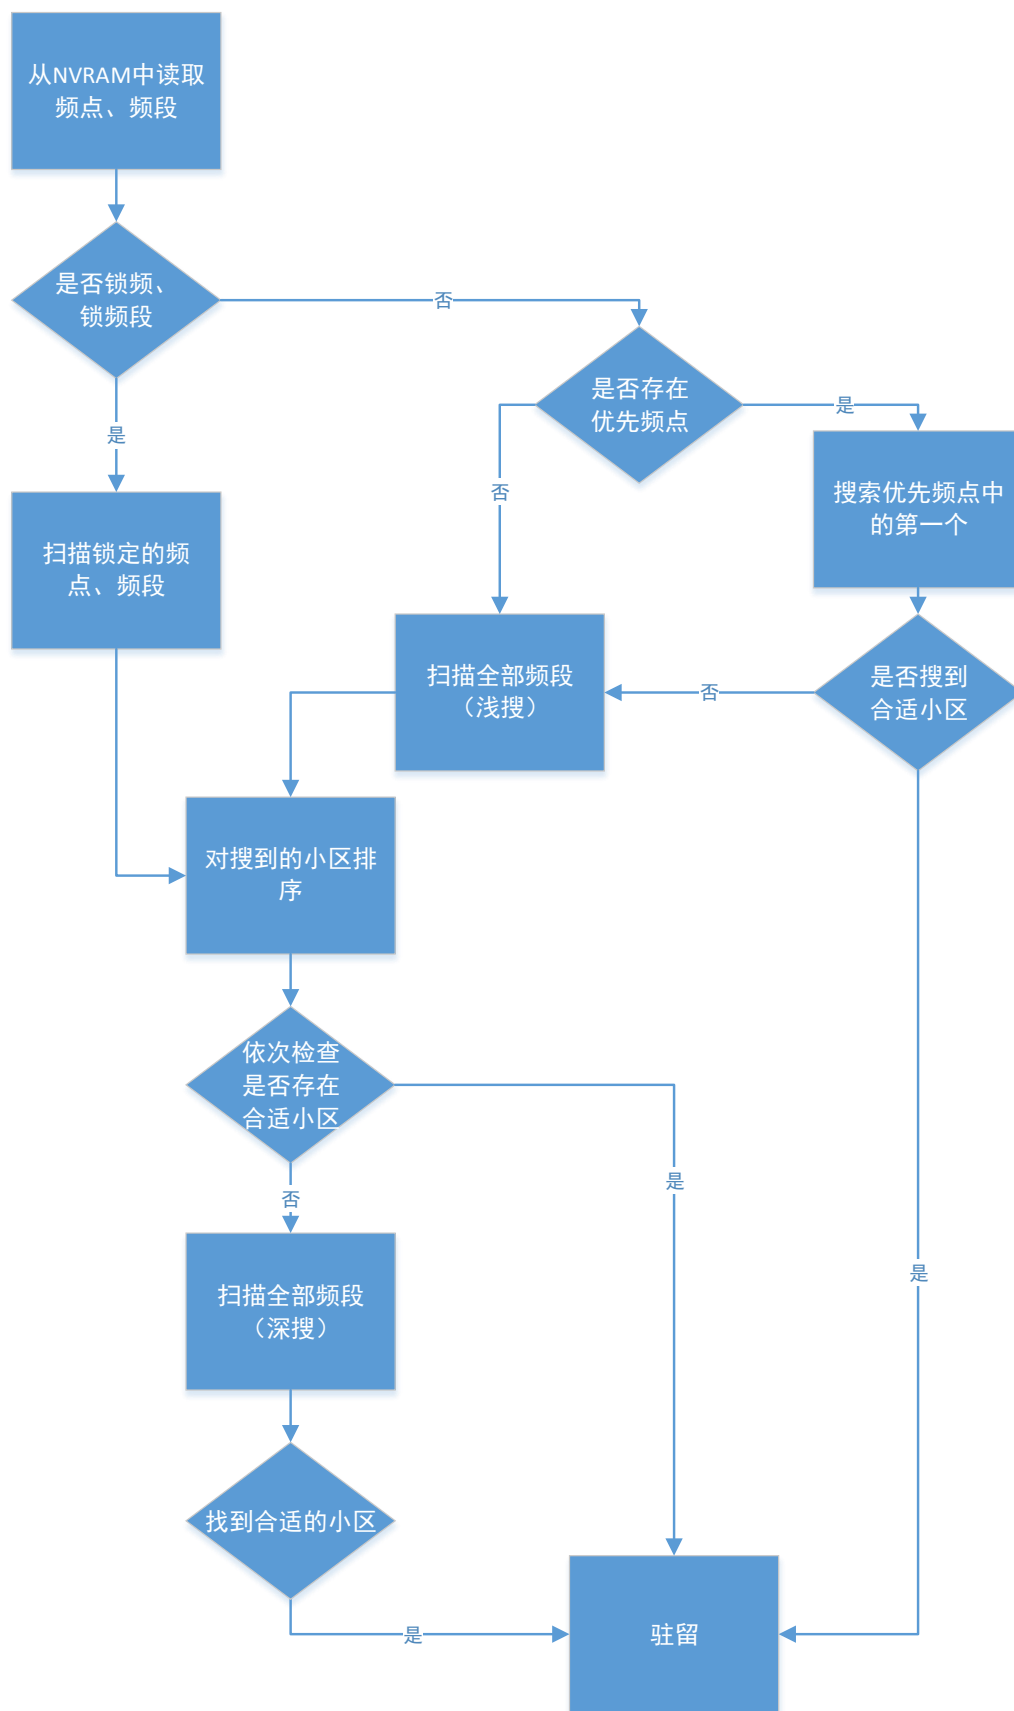 从NVRAM中读取
频点、频段
是否锁频、
锁频段
否
是否存在
优先频点
是
是
否
搜索优先频点中
的第一个
扫描锁定的频
点、频段
扫描全部频段
（浅搜）
否
是否搜到
合适小区
对搜到的小区排
序
依次检查
是否存在
合适小区
是
否
是
扫描全部频段
（深搜）
找到合适的小区
是
驻留